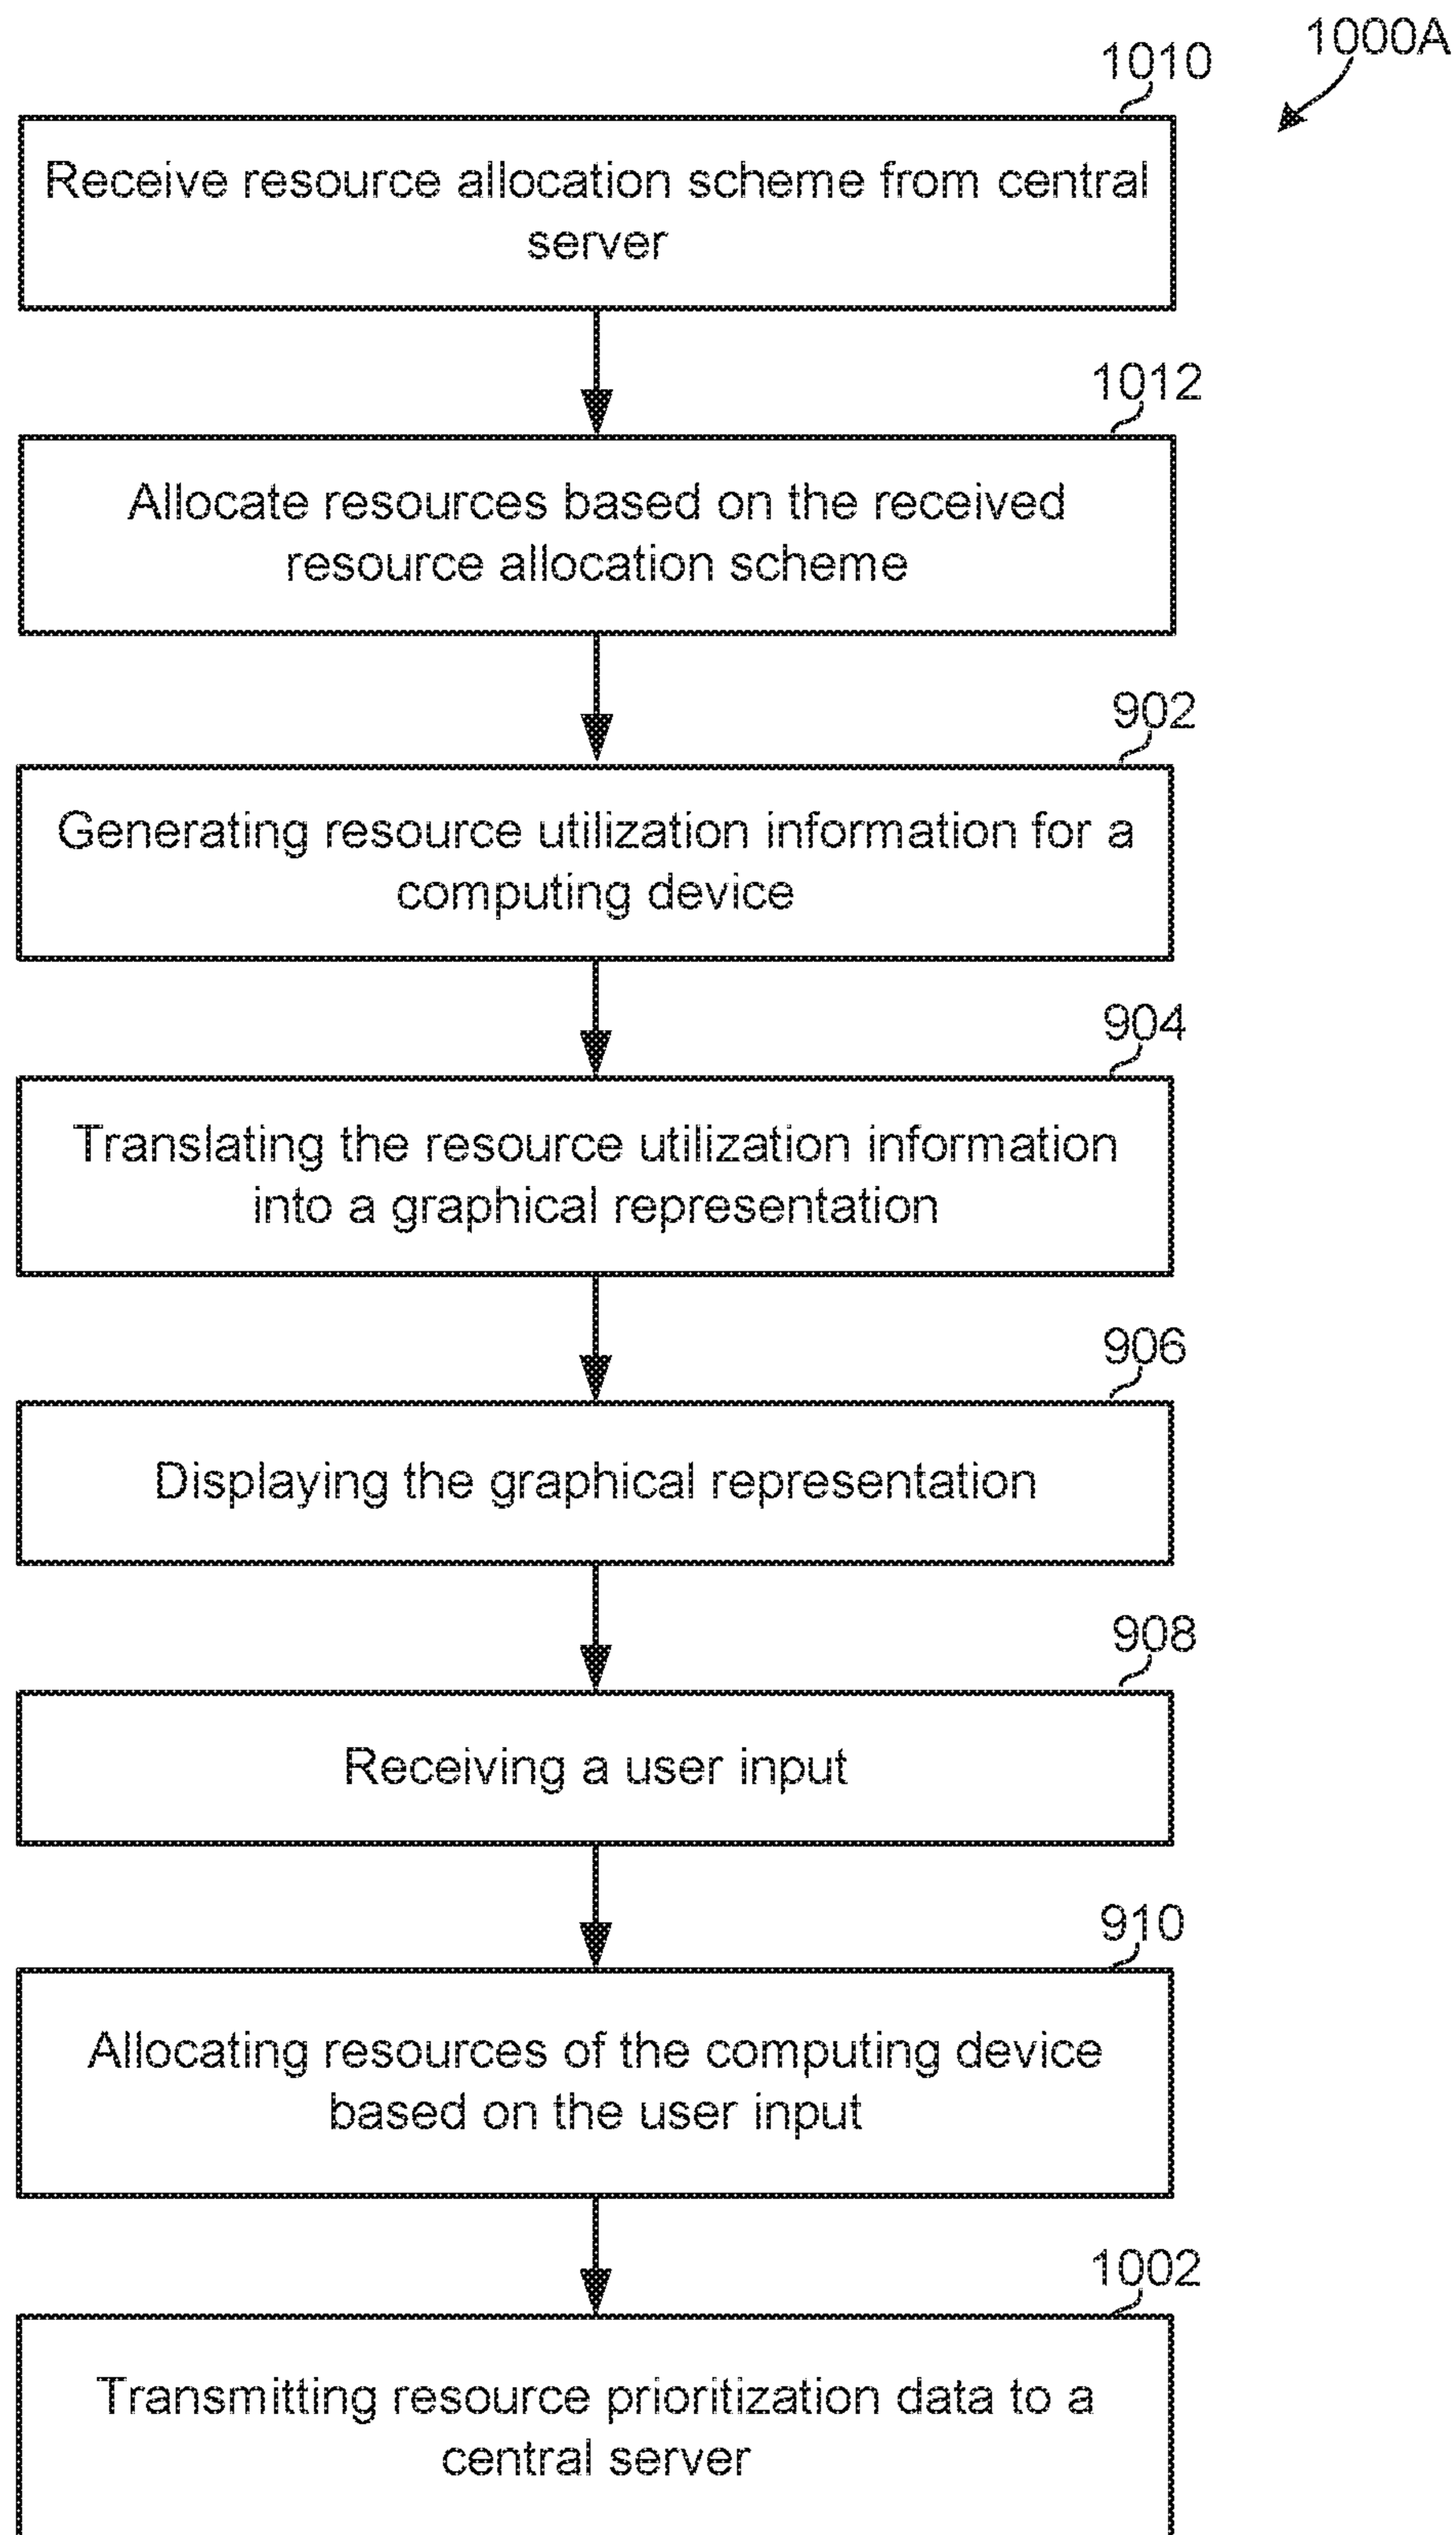 1000A
1010
Receive resource allocation scheme from central
server
1012
Allocate resources based on the received
resource allocation scheme
902
Generating resource utilization information for a
computing device
904
Translating the resource utilization information
into a graphical representation
906
Displaying the graphical representation
908
Receiving a user input
910
Allocating resources of the computing device
based on the user input
1002
Transmitting resource prioritization data to a
central server